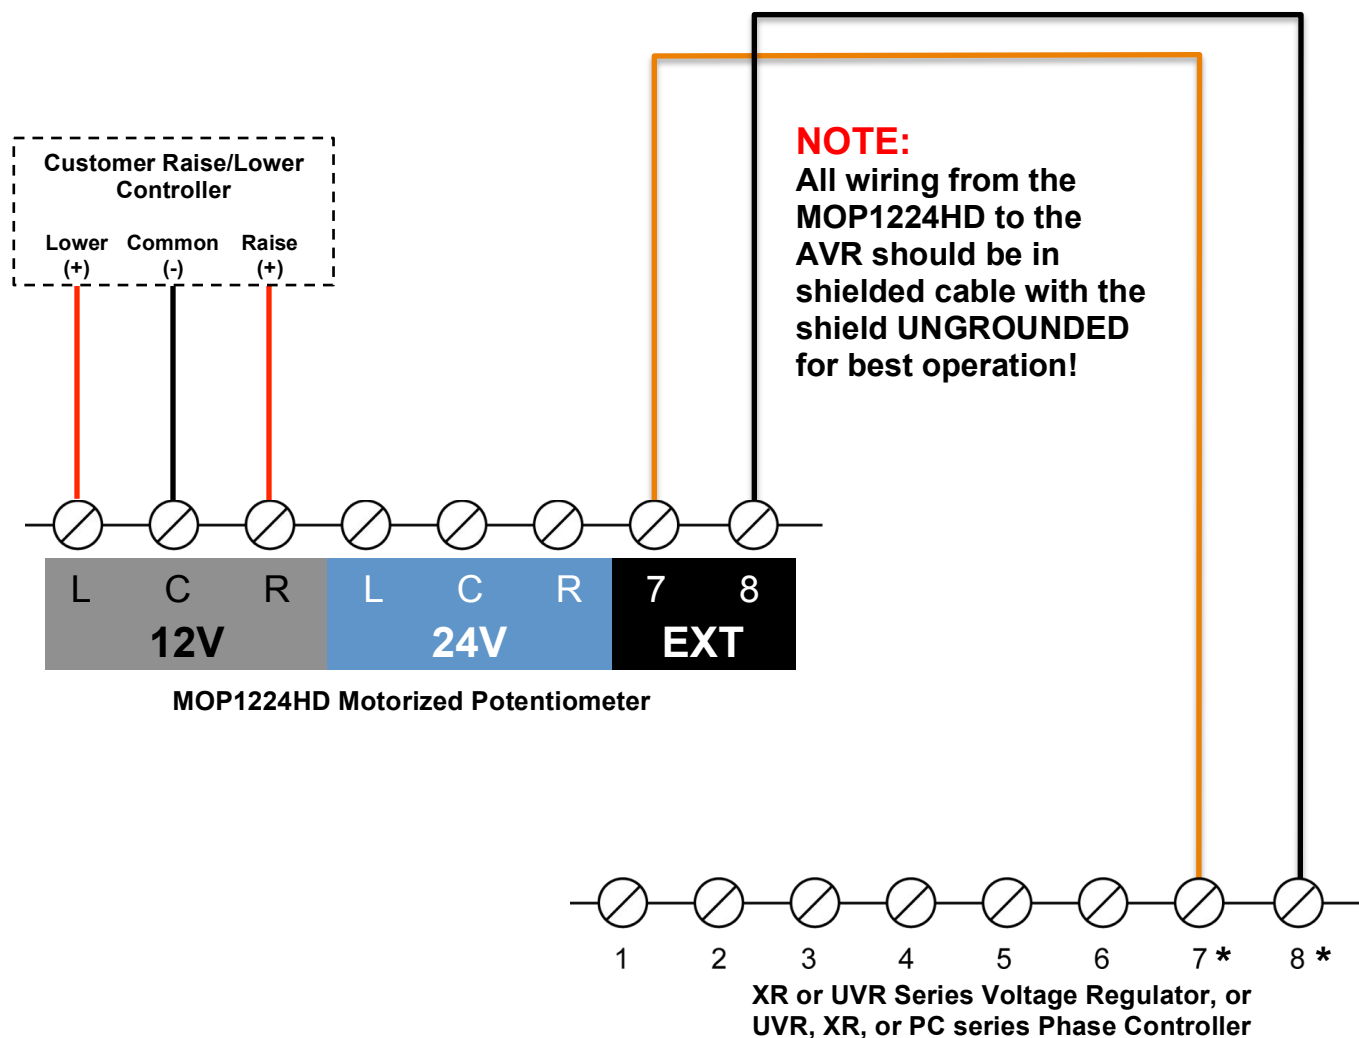 Customer Raise/Lower
Controller
Lower Common Raise
(+) (-) (+)
NOTE:
All wiring from the
MOP1224HD to the
AVR should be in
shielded cable with the
shield UNGROUNDED
for best operation!
L C R L C R 7 8
12V 24V EXT
MOP1224HD Motorized Potentiometer
1 2 3 4 5 6 7 * 8 *
XR or UVR Series Voltage Regulator, or
UVR, XR, or PC series Phase Controller